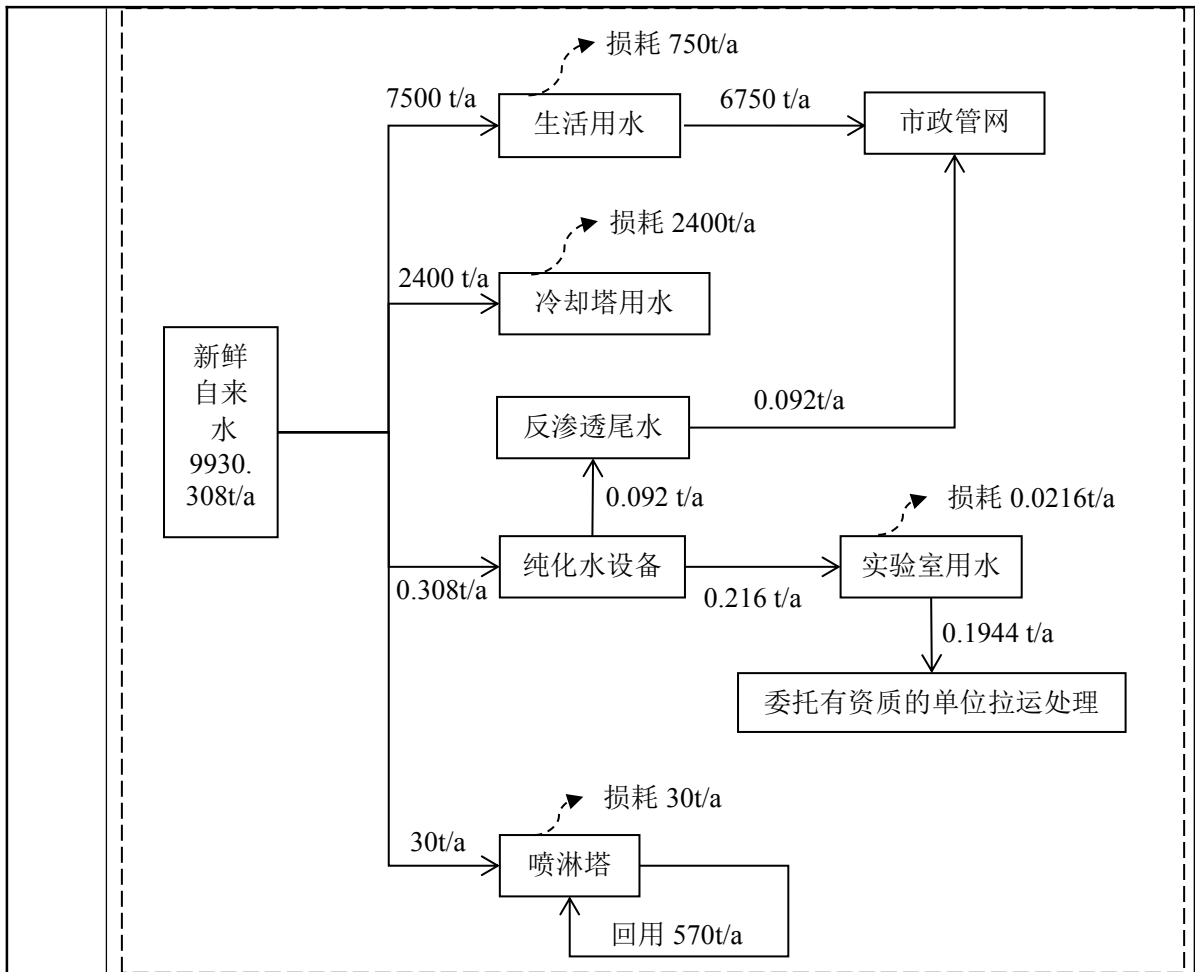 损耗 750t/a
7500 t/a
生活用水
6750 t/a
市政管网
损耗 2400t/a
2400 t/a
冷却塔用水
新鲜
自来
水
9930.
308t/a
反渗透尾水
0.092t/a
0.092 t/a
损耗 0.0216t/a
0.308t/a
纯化水设备
0.216 t/a
实验室用水
0.1944 t/a
委托有资质的单位拉运处理
损耗 30t/a
30t/a
喷淋塔
回用 570t/a